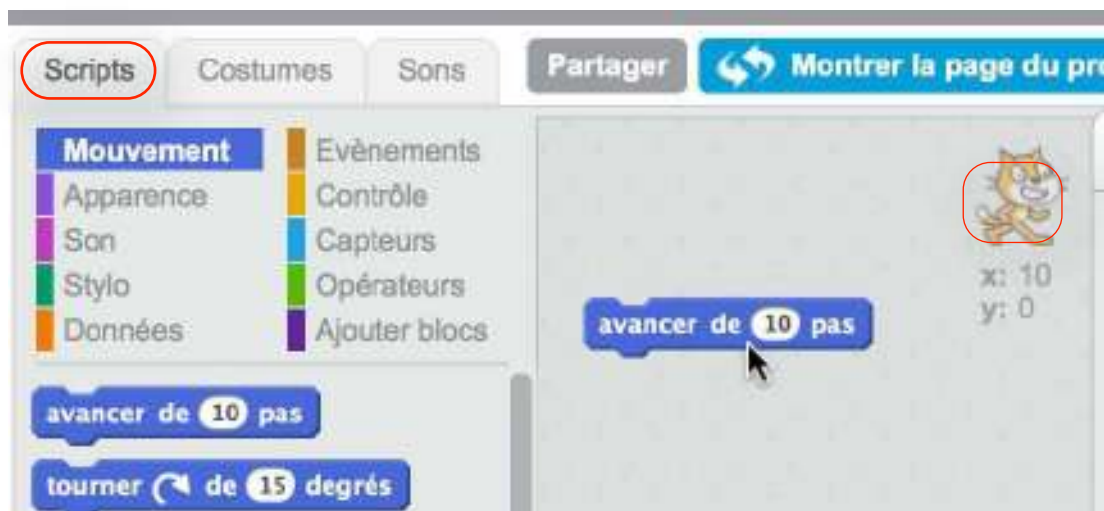 Scripts Costumes Sons Partager Montrer la page du pro
Mouvement Evènements
Apparence Contrôle
Son Capteurs
Stylo Opérateurs
Données Ajouter blocs
x: 10
y: 0
avancer de 10 pas
avancer de 10 pas
tourner de 15 degrés